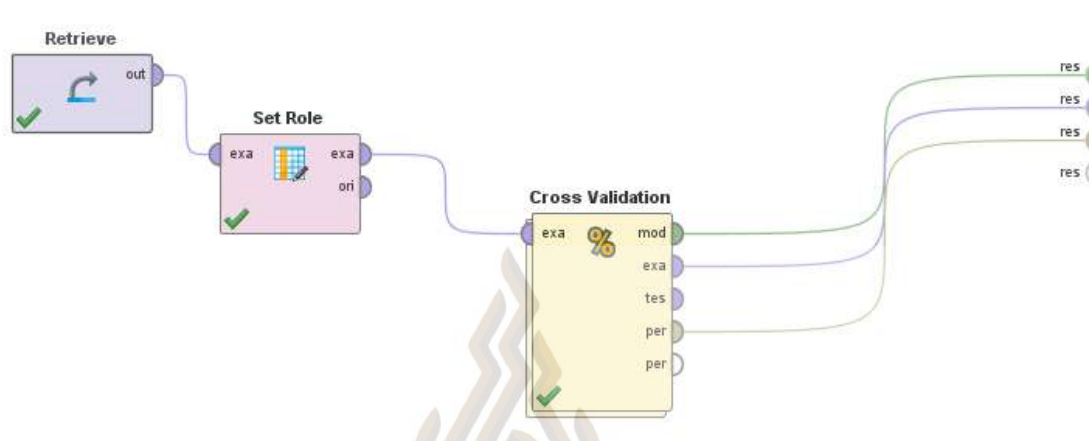 Retrieve
out
res
res
Set Role
res
exa
exa
res
ori
Cross Validation
exa
mod
exa
tes
per
per